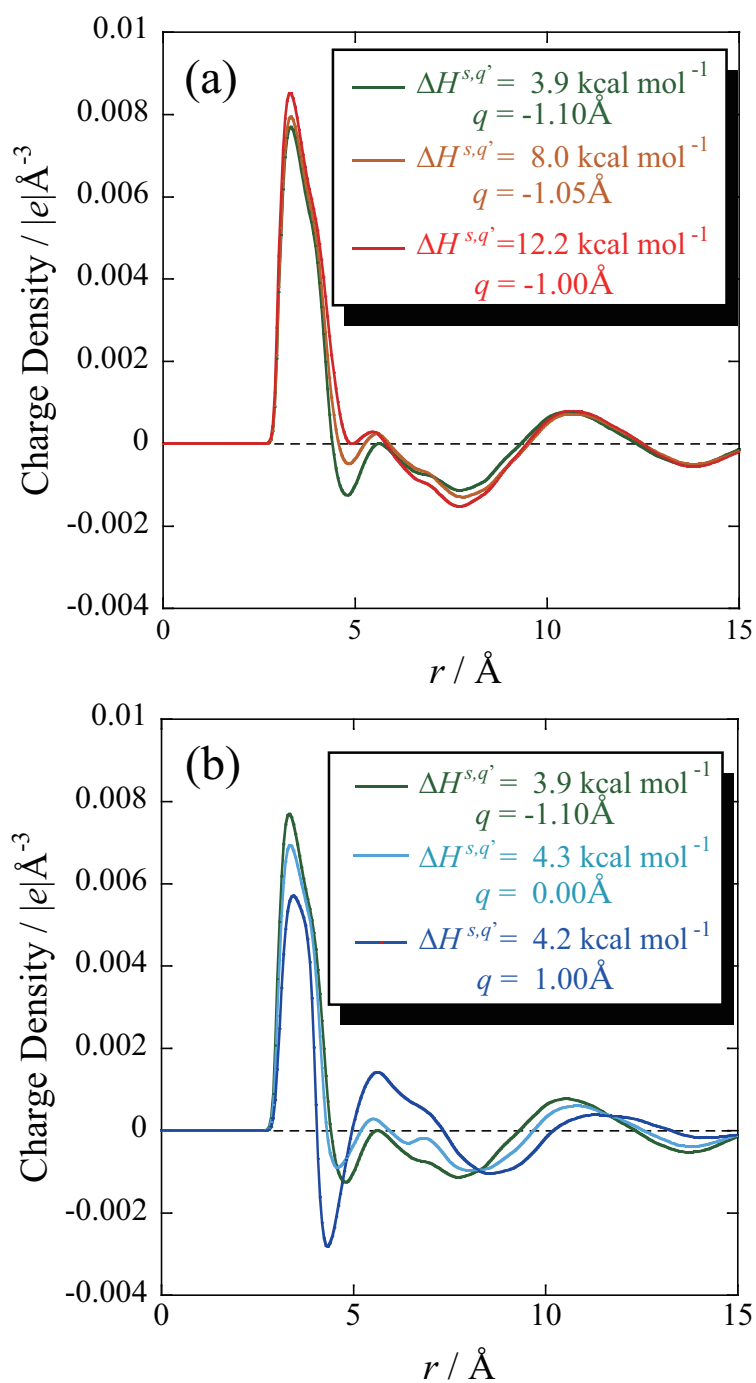 (a)
ΔH^{s,q'} = 3.9 kcal mol^{-1}
q = -1.10Å
ΔH^{s,q'} = 8.0 kcal mol^{-1}
q = -1.05Å
ΔH^{s,q'} =12.2 kcal mol^{-1}
q = -1.00Å
Charge Density / |e|Å^{-3}
0.01
0.008
0.006
0.004
0.002
0
-0.002
-0.004
0 5 10 15
r / Å
(b)
ΔH^{s,q'} = 3.9 kcal mol^{-1}
q = -1.10Å
ΔH^{s,q'} = 4.3 kcal mol^{-1}
q = 0.00Å
ΔH^{s,q'} = 4.2 kcal mol^{-1}
q = 1.00Å
Charge Density / |e|Å^{-3}
0.01
0.008
0.006
0.004
0.002
0
-0.002
-0.004
0 5 10 15
r / Å